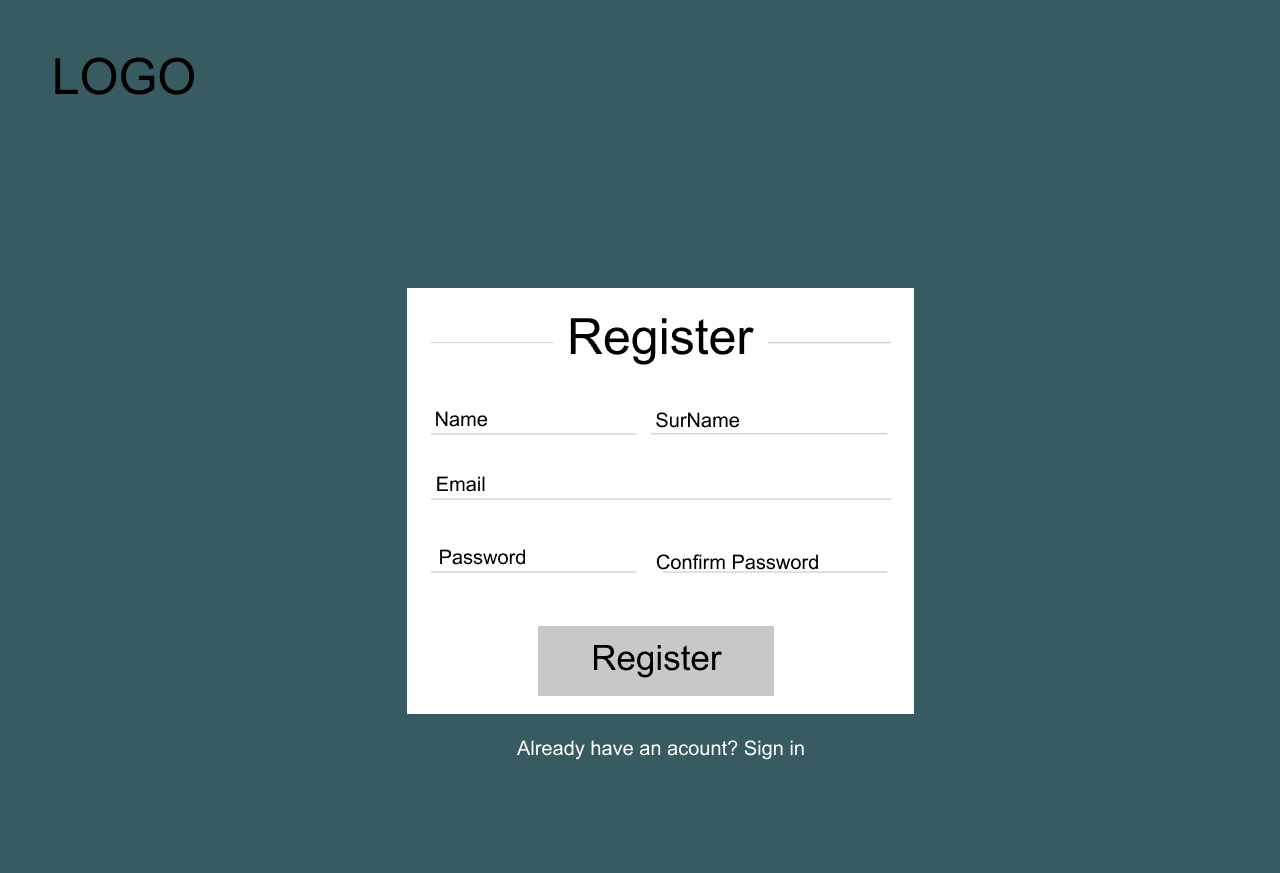 LOGO
Register
Name SurName
Email
Password Confirm Password
Register
Already have an acount? Sign in